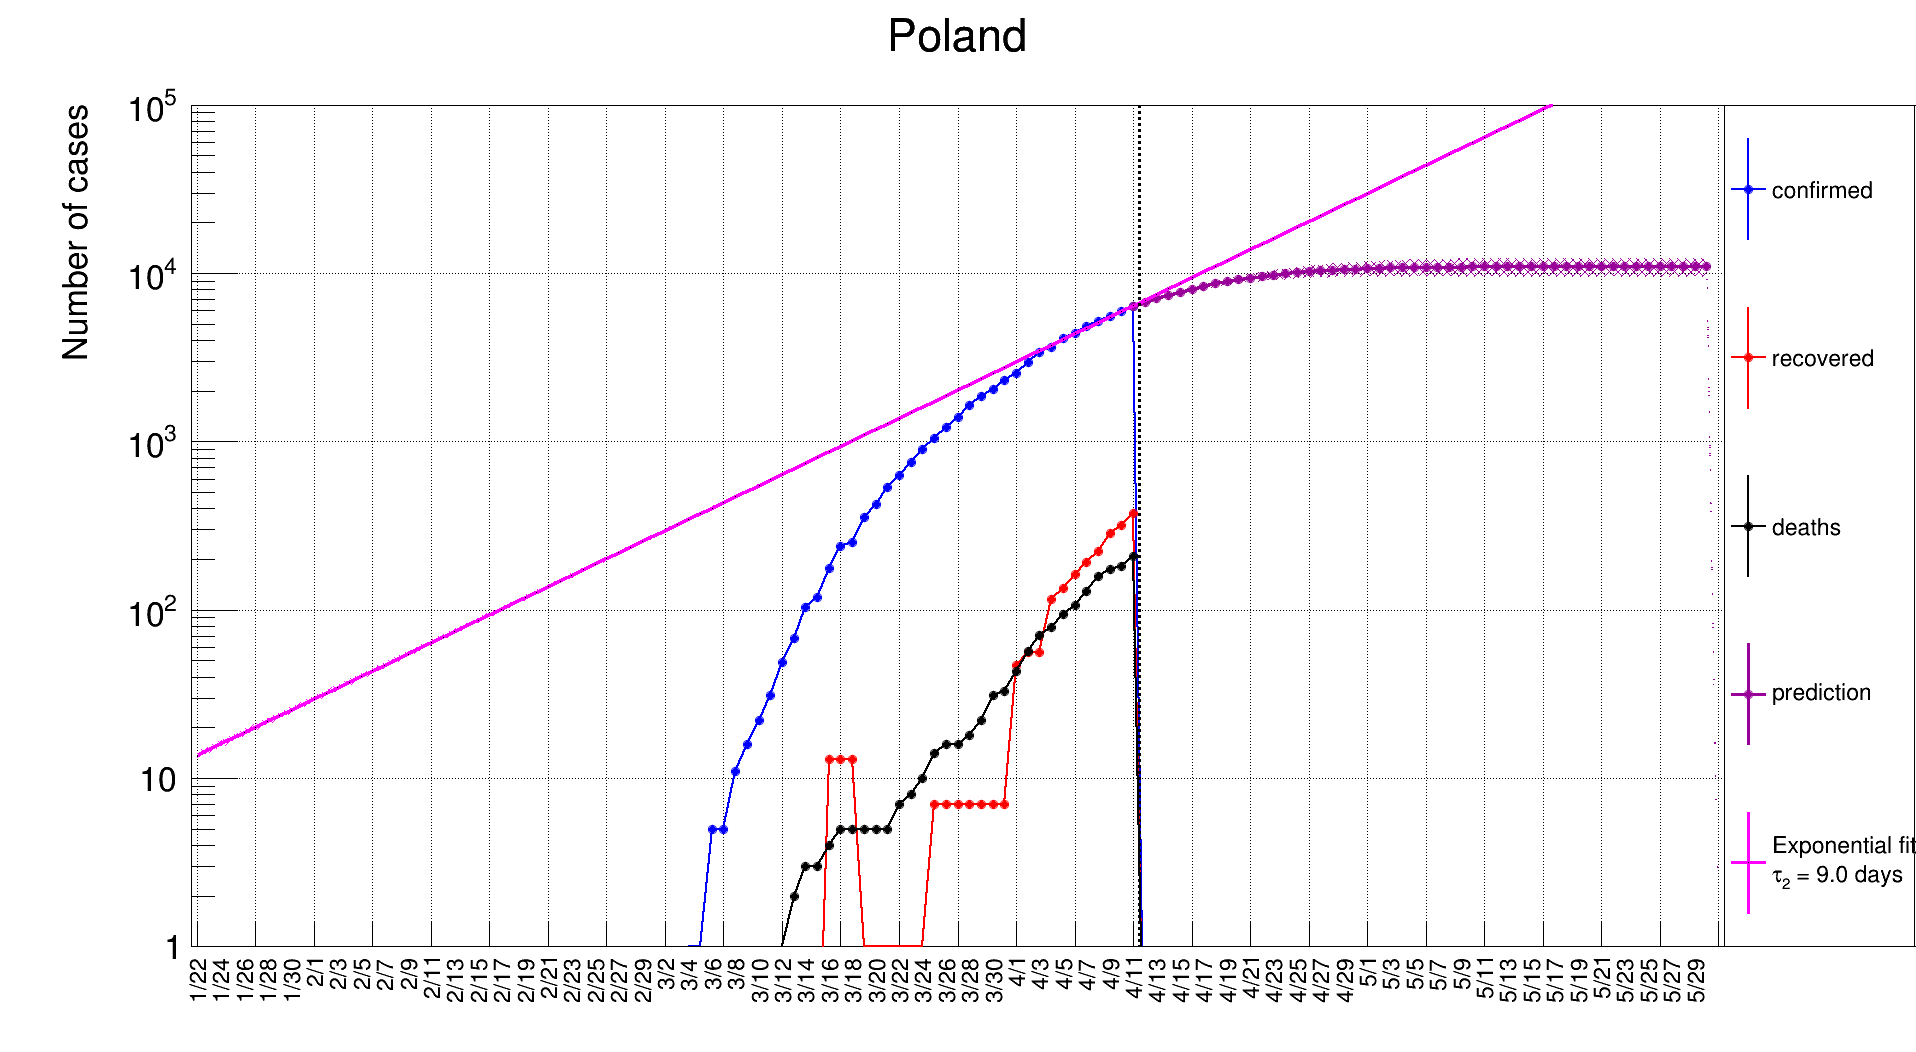 Poland
Number of cases
10^5
10^4
10^3
10^2
10
1
1/22 1/24 1/26 1/28 1/30 2/1 2/3 2/5 2/7 2/9 2/11 2/13 2/15 2/17 2/19 2/21 2/23 2/25 2/27 2/29 3/2 3/4 3/6 3/8 3/10 3/12 3/14 3/16 3/18 3/20 3/22 3/24 3/26 3/28 3/30 4/1 4/3 4/5 4/7 4/9 4/11 4/13 4/15 4/17 4/19 4/21 4/23 4/25 4/27 4/29 5/1 5/3 5/5 5/7 5/9 5/11 5/13 5/15 5/17 5/19 5/21 5/23 5/25 5/27 5/29
confirmed
recovered
deaths
prediction
Exponential fit
τ₂ = 9.0 days